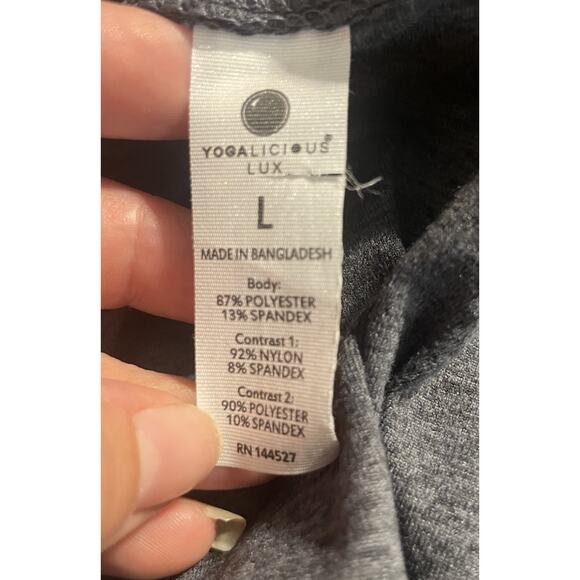 YOGALICIOUS®
LUX
L
MADE IN BANGLADESH
Body:
87% POLYESTER
13% SPANDEX
Contrast 1:
92% NYLON
8% SPANDEX
Contrast 2:
90% POLYESTER
10% SPANDEX
RN 144527